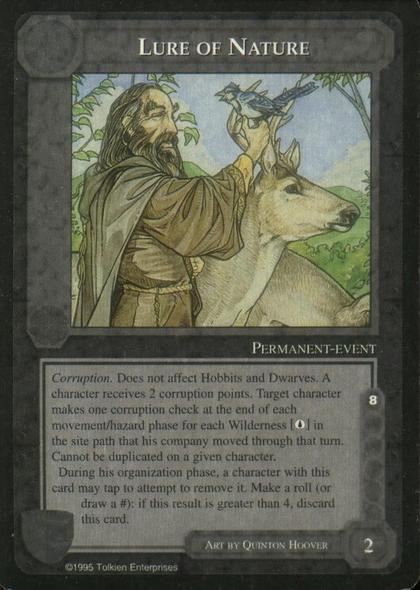 LURE OF NATURE
PERMANENT-EVENT
Corruption. Does not affect Hobbits and Dwarves. A
character receives 2 corruption points. Target character
makes one corruption check at the end of each
movement/hazard phase for each Wilderness [ ] in
the site path that his company moved through that turn.
Cannot be duplicated on a given character.
During his organization phase, a character with this
card may tap to attempt to remove it. Make a roll (or
draw a #): if this result is greater than 4, discard
this card.
8
ART BY QUINTON HOOVER
2
©1995 Tolkien Enterprises